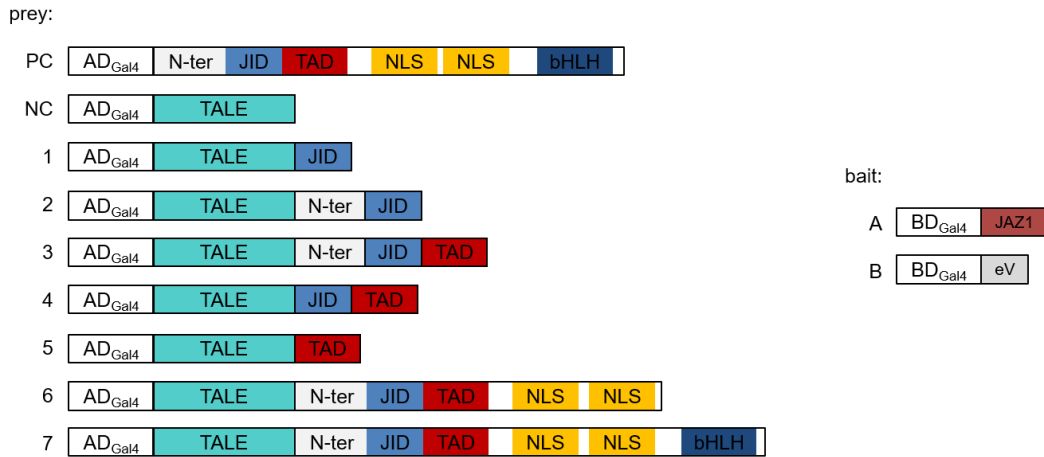 prey:
PC AD_Gal4 N-ter JID TAD NLS NLS bHLH
NC AD_Gal4 TALE
1 AD_Gal4 TALE JID
bait:
2 AD_Gal4 TALE N-ter JID
A BD_Gal4 JAZ1
3 AD_Gal4 TALE N-ter JID TAD
B BD_Gal4 eV
4 AD_Gal4 TALE JID TAD
5 AD_Gal4 TALE TAD
6 AD_Gal4 TALE N-ter JID TAD NLS NLS
7 AD_Gal4 TALE N-ter JID TAD NLS NLS bHLH